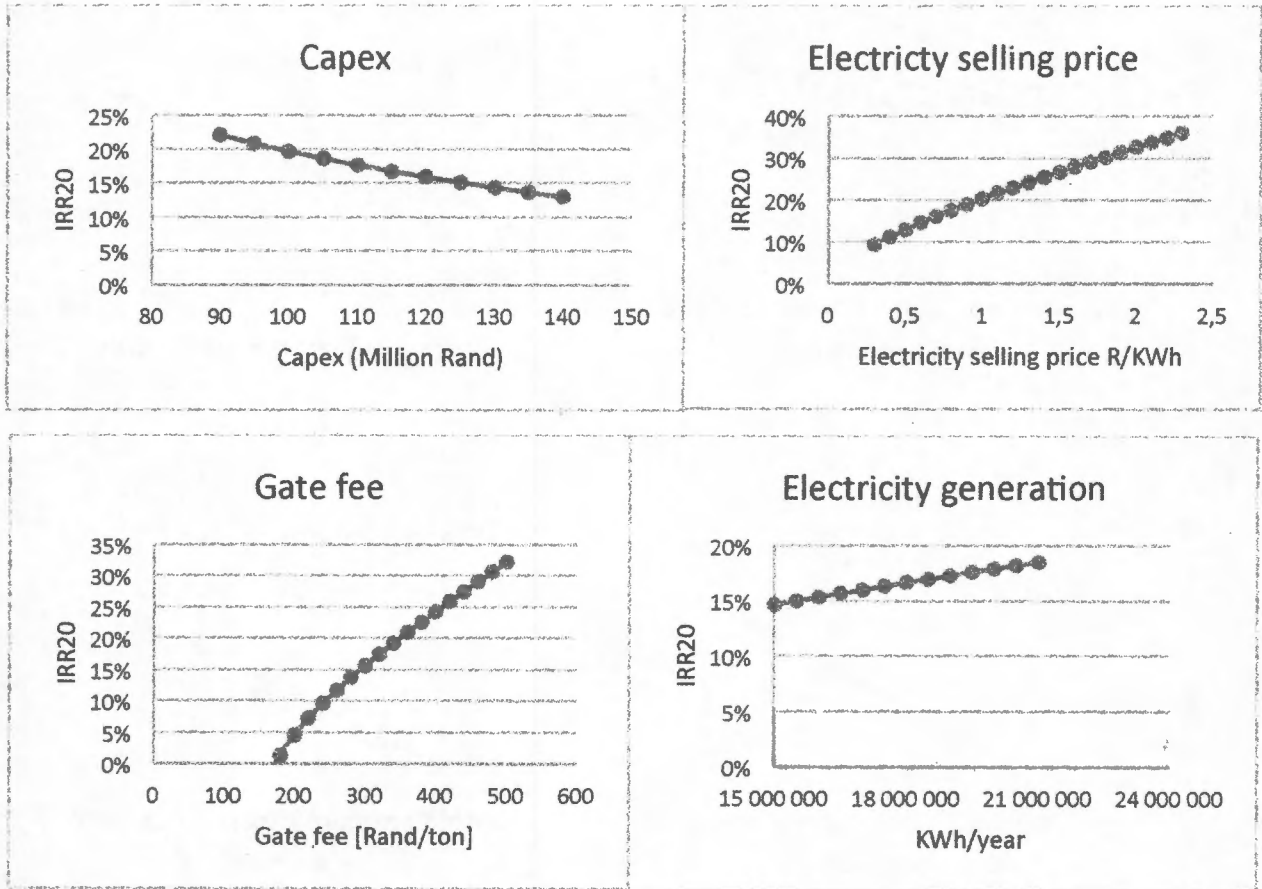 Capex
25%
20%
15%
10%
5%
0%
IRR20
80 90 100 110 120 130 140 150
Capex (Million Rand)
Electricty selling price
40%
30%
20%
10%
0%
IRR20
0 0,5 1 1,5 2 2,5
Electricity selling price R/KWh
Gate fee
35%
30%
25%
20%
15%
10%
5%
0%
IRR20
0 100 200 300 400 500 600
Gate fee [Rand/ton]
Electricity generation
20%
15%
10%
5%
0%
IRR20
15 000 000 18 000 000 21 000 000 24 000 000
KWh/year